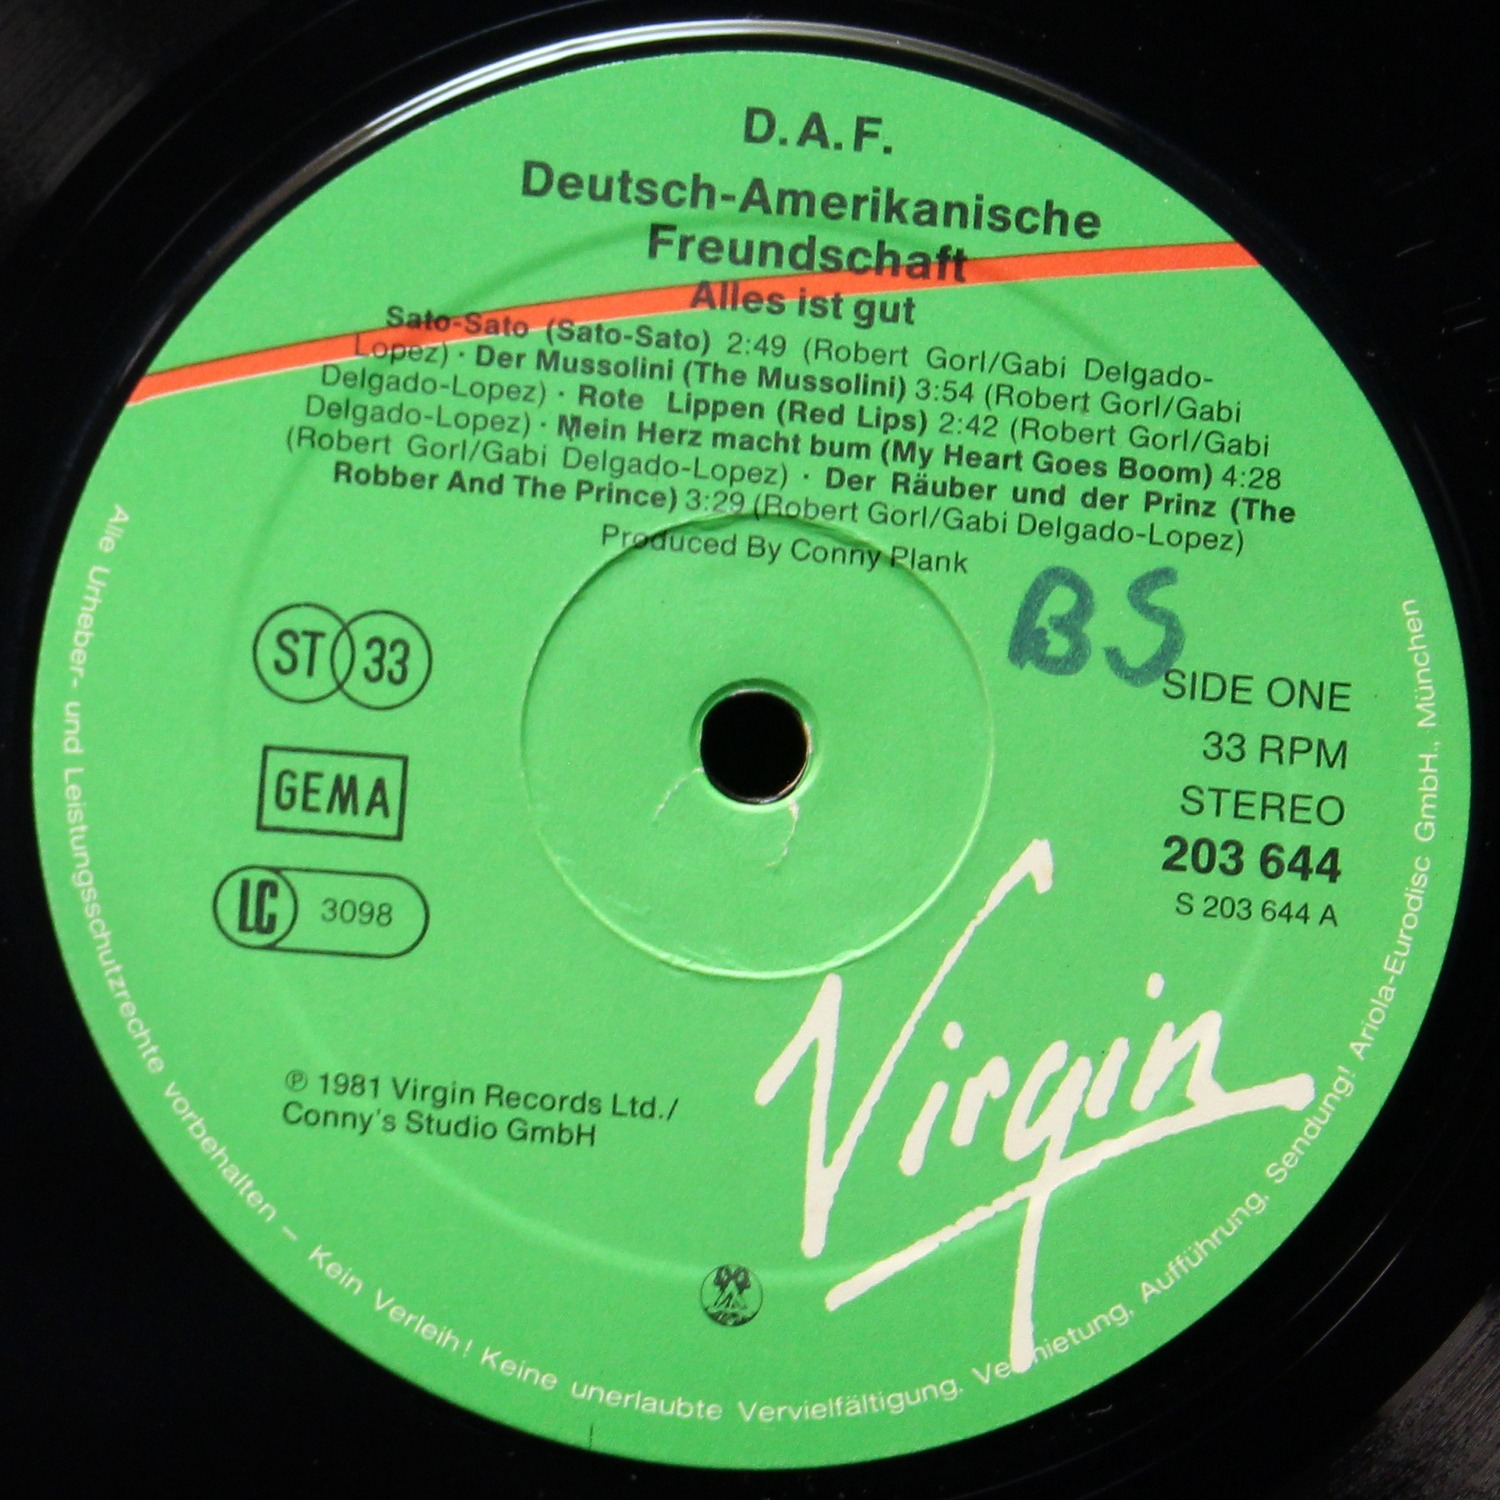 D.A.F.
Deutsch-Amerikanische
Freundschaft
Alles ist gut
Sato-Sato (Sato-Sato) 2:49 (Robert Gorl/Gabi Delgado-
Lopez) · Der Mussolini (The Mussolini) 3:54 (Robert Gorl/Gabi
Delgado-Lopez) · Rote Lippen (Red Lips) 2:42 (Robert Gorl/Gabi
Delgado-Lopez) · Mein Herz macht bum (My Heart Goes Boom) 4:28
(Robert Gorl/Gabi Delgado-Lopez) · Der Räuber und der Prinz (The
Robber And The Prince) 3:29 (Robert Gorl/Gabi Delgado-Lopez)
Produced By Conny Plank
BS
ST 33
SIDE ONE
33 RPM
STEREO
GEMA
203 644
S 203 644 A
LC 3098
℗ 1981 Virgin Records Ltd./
Conny's Studio GmbH
Virgin
Alle Urheber- und Leistungsschutzrechte vorbehalten – Kein Verleih! Keine unerlaubte Vervielfältigung, Vermietung, Aufführung, Sendung! Ariola-Eurodisc GmbH., München